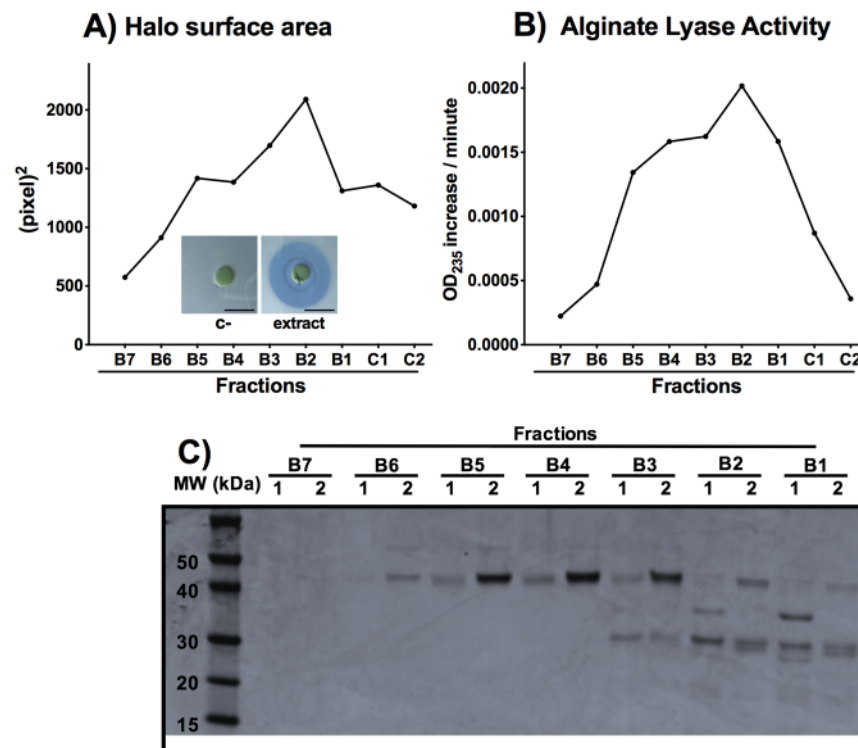 A) Halo surface area
(pixel)²
2000
1500
1000
500
0
c-
extract
B7 B6 B5 B4 B3 B2 B1 C1 C2
Fractions
B) Alginate Lyase Activity
OD₂₃₅ increase / minute
0.0020
0.0015
0.0010
0.0005
0.0000
B7 B6 B5 B4 B3 B2 B1 C1 C2
Fractions
C)
Fractions
B7 B6 B5 B4 B3 B2 B1
MW (kDa) 1 2 1 2 1 2 1 2 1 2 1 2 1 2
50
40
30
20
15